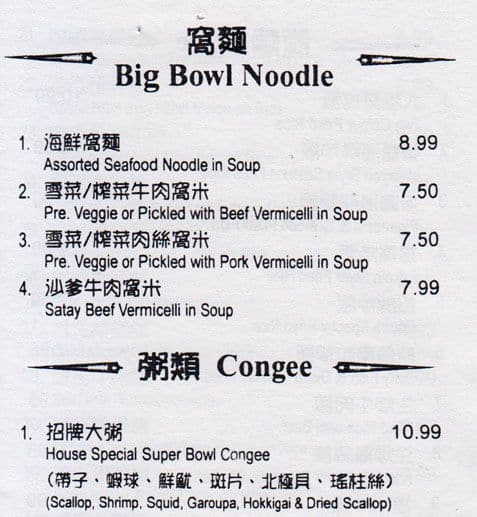 窩麵
Big Bowl Noodle
1. 海鮮窩麵 8.99
Assorted Seafood Noodle in Soup
2. 雪菜/榨菜牛肉窩米 7.50
Pre. Veggie or Pickled with Beef Vermicelli in Soup
3. 雪菜/榨菜肉絲窩米 7.50
Pre. Veggie or Pickled with Pork Vermicelli in Soup
4. 沙爹牛肉窩米 7.99
Satay Beef Vermicelli in Soup
粥類 Congee
1. 招牌大粥 10.99
House Special Super Bowl Congee
（帶子、蝦球、鮮魷、斑片、北極貝、瑤柱絲）
(Scallop, Shrimp, Squid, Garoupa, Hokkigai & Dried Scallop)